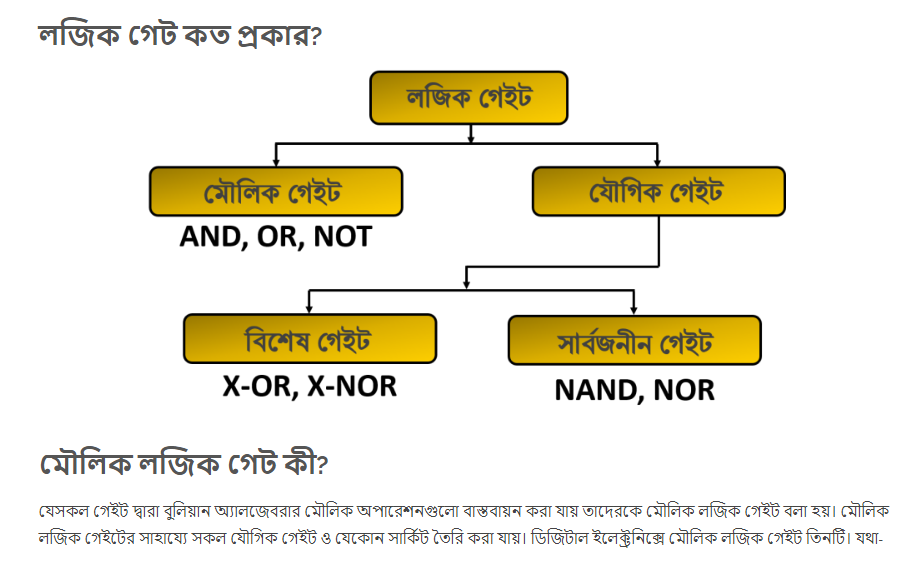 লজিক গেট কত প্রকার?
লজিক গেইট
মৌলিক গেইট
যৌগিক গেইট
AND, OR, NOT
বিশেষ গেইট
সার্বজনীন গেইট
X-OR, X-NOR
NAND, NOR
মৌলিক লজিক গেট কী?
যেসকল গেইট দ্বারা বুলিয়ান অ্যালজেবরার মৌলিক অপারেশনগুলো বাস্তবায়ন করা যায় তাদেরকে মৌলিক লজিক গেইট বলা হয়। মৌলিক
লজিক গেইটের সাহায্যে সকল যৌগিক গেইট ও যেকোন সার্কিট তৈরি করা যায়। ডিজিটাল ইলেক্ট্রনিক্সে মৌলিক লজিক গেইট তিনটি। যথা-